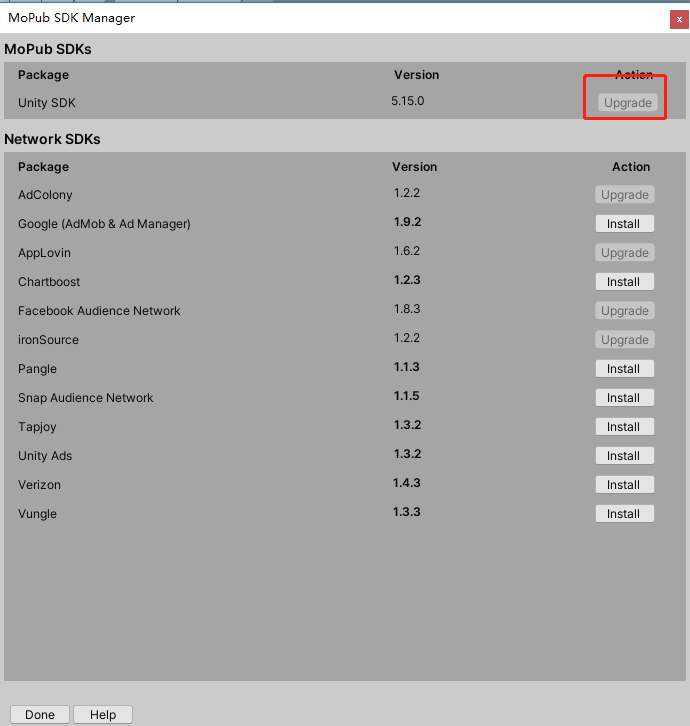 MoPub SDK Manager
x
MoPub SDKs
Package Version Action
Unity SDK 5.15.0 Upgrade
Network SDKs
Package Version Action
AdColony 1.2.2 Upgrade
Google (AdMob & Ad Manager) 1.9.2 Install
AppLovin 1.6.2 Upgrade
Chartboost 1.2.3 Install
Facebook Audience Network 1.8.3 Upgrade
ironSource 1.2.2 Upgrade
Pangle 1.1.3 Install
Snap Audience Network 1.1.5 Install
Tapjoy 1.3.2 Install
Unity Ads 1.3.2 Install
Verizon 1.4.3 Install
Vungle 1.3.3 Install
Done Help